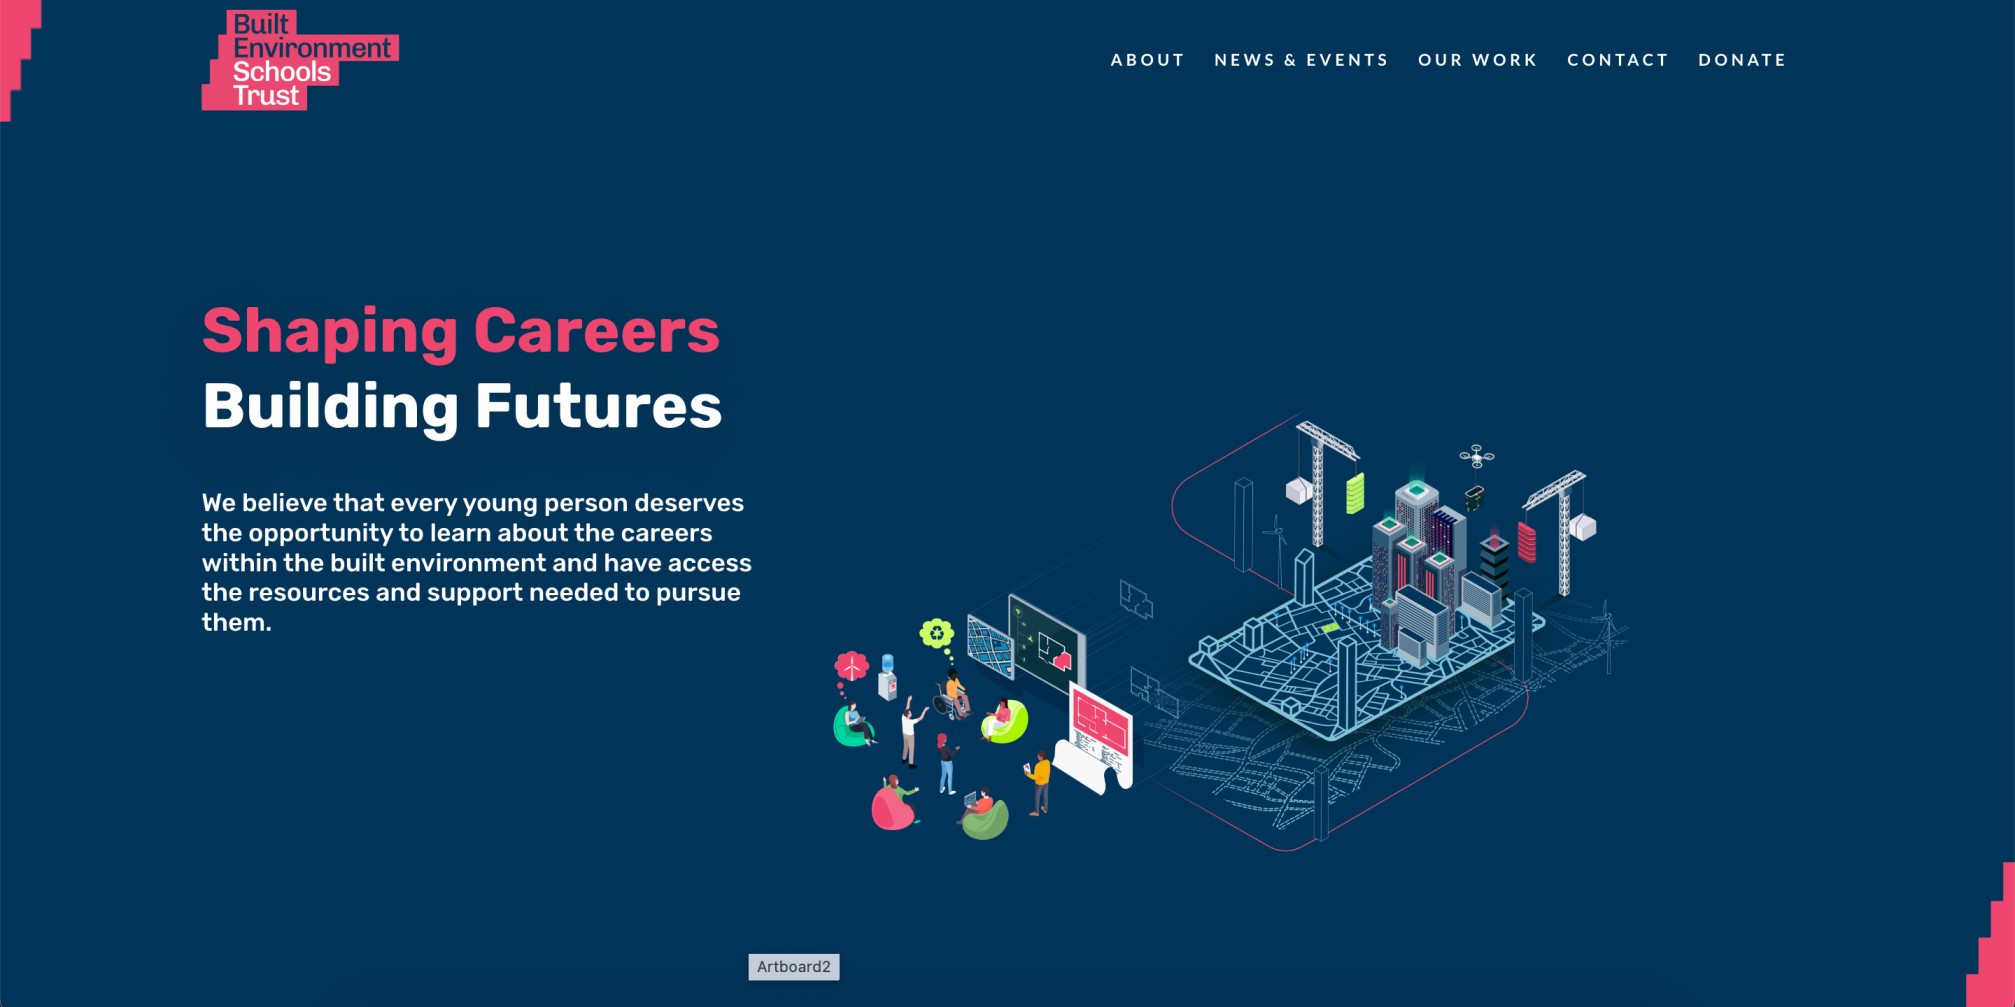 Built
Environment
Schools
Trust
ABOUT
NEWS & EVENTS
OUR WORK
CONTACT
DONATE
Shaping Careers
Building Futures
We believe that every young person deserves
the opportunity to learn about the careers
within the built environment and have access
the resources and support needed to pursue
them.
Artboard2